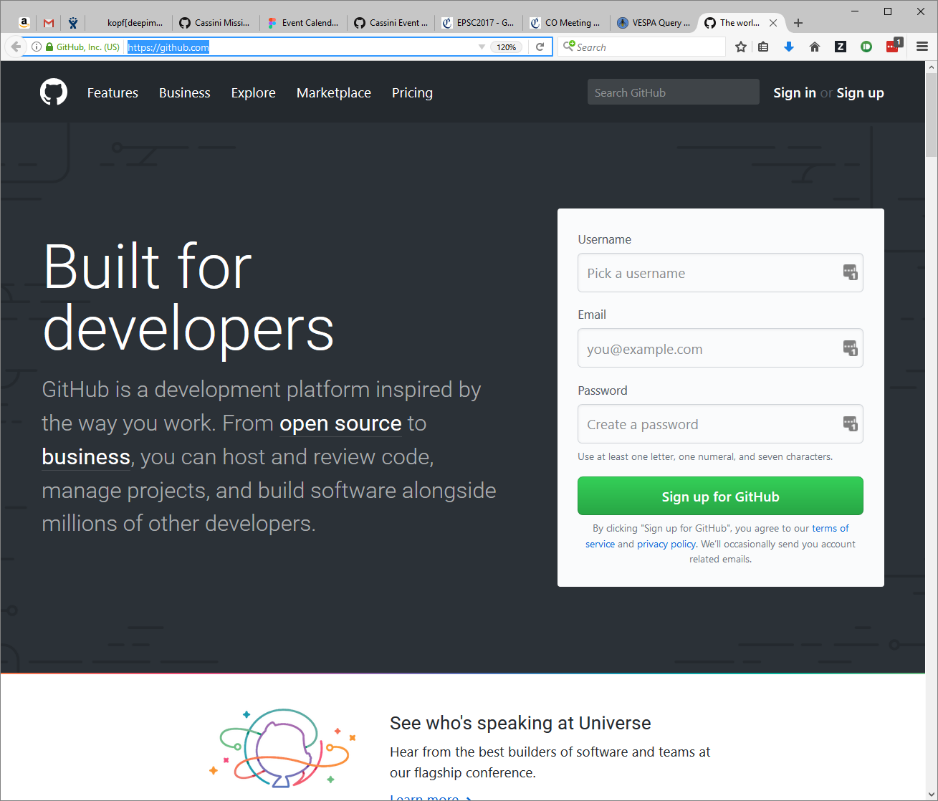 kopf[deepim...
Cassini Missi...
Event Calend...
Cassini Event ...
EPSC2017 - G...
CO Meeting ...
VESPA Query ...
The worl...
GitHub, Inc. (US)
https://github.com
120%
Search
1
Features
Business
Explore
Marketplace
Pricing
Search GitHub
Sign in or Sign up
Built for
developers
GitHub is a development platform inspired by
the way you work. From open source to
business, you can host and review code,
manage projects, and build software alongside
millions of other developers.
Username
Pick a username
1
Email
you@example.com
1
Password
Create a password
1
Use at least one letter, one numeral, and seven characters.
Sign up for GitHub
By clicking "Sign up for GitHub", you agree to our terms of
service and privacy policy. We'll occasionally send you account
related emails.
See who's speaking at Universe
Hear from the best builders of software and teams at
our flagship conference.
Learn more